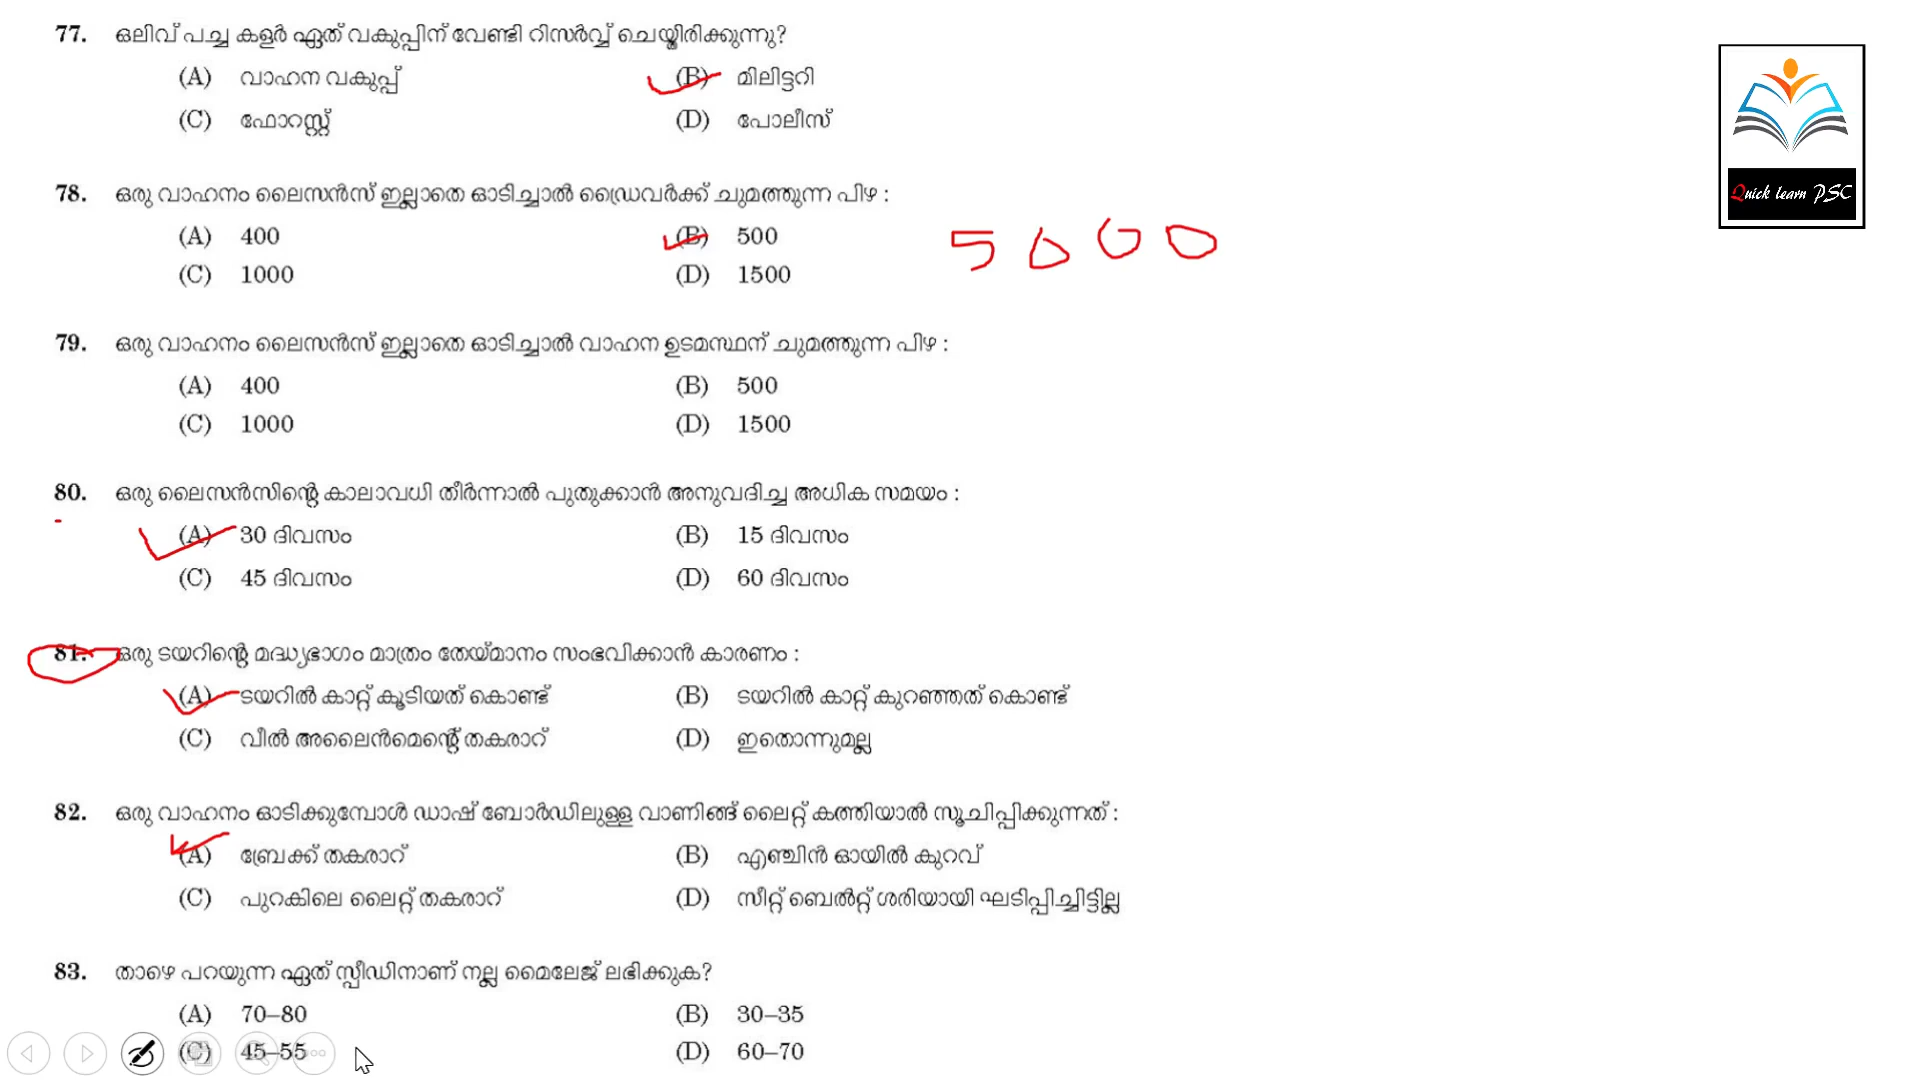 77. ഒലിവ് പച്ച കളർ ഏത് വകുപ്പിന് വേണ്ടി റിസർവ്വ് ചെയ്തിരിക്കുന്നു?
(A) വാഹന വകുപ്പ് (B) മിലിട്ടറി
(C) ഫോറസ്റ്റ് (D) പോലീസ്
Quick learn PSC
78. ഒരു വാഹനം ലൈസൻസ് ഇല്ലാതെ ഓടിച്ചാൽ ഡ്രൈവർക്ക് ചുമത്തുന്ന പിഴ :
(A) 400 (B) 500 5000
(C) 1000 (D) 1500
79. ഒരു വാഹനം ലൈസൻസ് ഇല്ലാതെ ഓടിച്ചാൽ വാഹന ഉടമസ്ഥന് ചുമത്തുന്ന പിഴ :
(A) 400 (B) 500
(C) 1000 (D) 1500
80. ഒരു ലൈസൻസിന്റെ കാലാവധി തീർന്നാൽ പുതുക്കാൻ അനുവദിച്ച അധിക സമയം :
(A) 30 ദിവസം (B) 15 ദിവസം
(C) 45 ദിവസം (D) 60 ദിവസം
81. ഒരു ടയറിന്റെ മദ്ധ്യഭാഗം മാത്രം തേയ്മാനം സംഭവിക്കാൻ കാരണം :
(A) ടയറിൽ കാറ്റ് കൂടിയത് കൊണ്ട് (B) ടയറിൽ കാറ്റ് കുറഞ്ഞത് കൊണ്ട്
(C) വീൽ അലൈൻമെന്റ് തകരാറ് (D) ഇതൊന്നുമല്ല
82. ഒരു വാഹനം ഓടിക്കുമ്പോൾ ഡാഷ് ബോർഡിലുള്ള വാണിങ്ങ് ലൈറ്റ് കത്തിയാൽ സൂചിപ്പിക്കുന്നത് :
(A) ബ്രേക്ക് തകരാറ് (B) എഞ്ചിൻ ഓയിൽ കുറവ്
(C) പുറകിലെ ലൈറ്റ് തകരാറ് (D) സീറ്റ് ബെൽറ്റ് ശരിയായി ഘടിപ്പിച്ചിട്ടില്ല
83. താഴെ പറയുന്ന ഏത് സ്പീഡിനാണ് നല്ല മൈലേജ് ലഭിക്കുക?
(A) 70–80 (B) 30–35
(C) 45–55 (D) 60–70